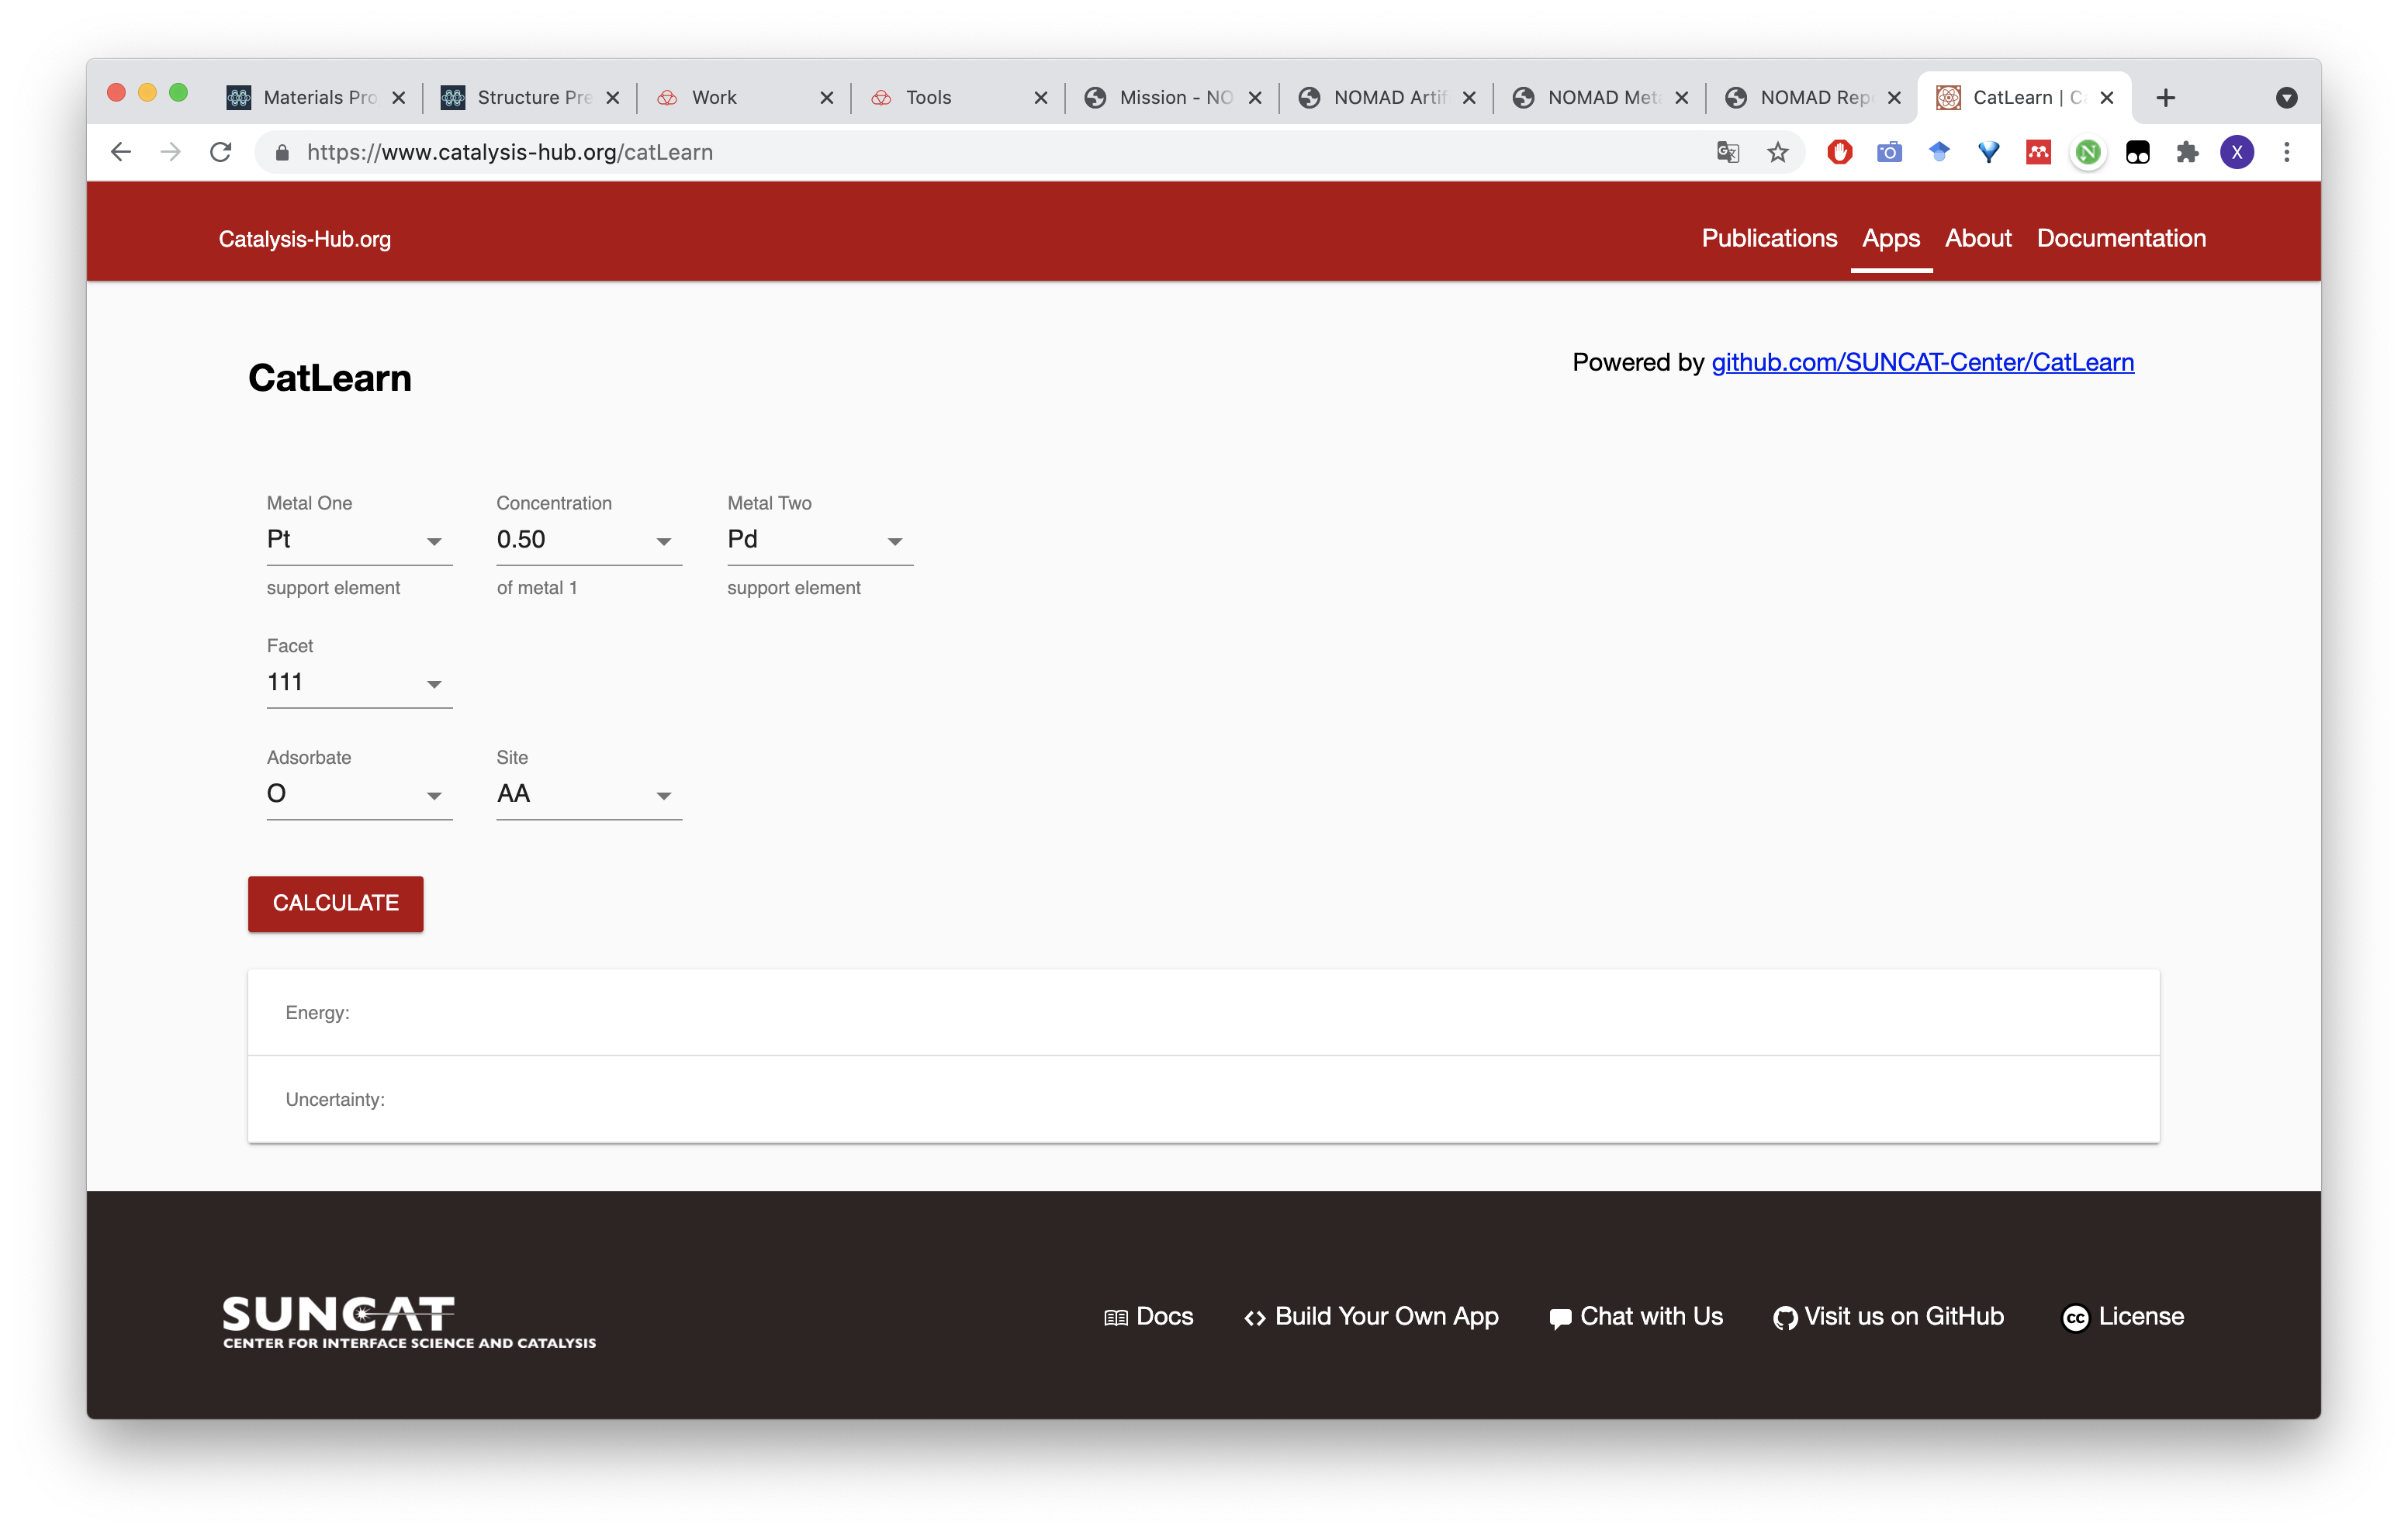 Materials Pro
Structure Pre
Work
Tools
Mission - NO
NOMAD Artif
NOMAD Meta
NOMAD Repo
CatLearn | Ca
https://www.catalysis-hub.org/catLearn
X
Catalysis-Hub.org
Publications Apps About Documentation
CatLearn
Powered by github.com/SUNCAT-Center/CatLearn
Metal One Concentration Metal Two
Pt 0.50 Pd
support element of metal 1 support element
Facet
111
Adsorbate Site
O AA
CALCULATE
Energy:
Uncertainty:
SUNCAT
CENTER FOR INTERFACE SCIENCE AND CATALYSIS
Docs Build Your Own App Chat with Us Visit us on GitHub cc License